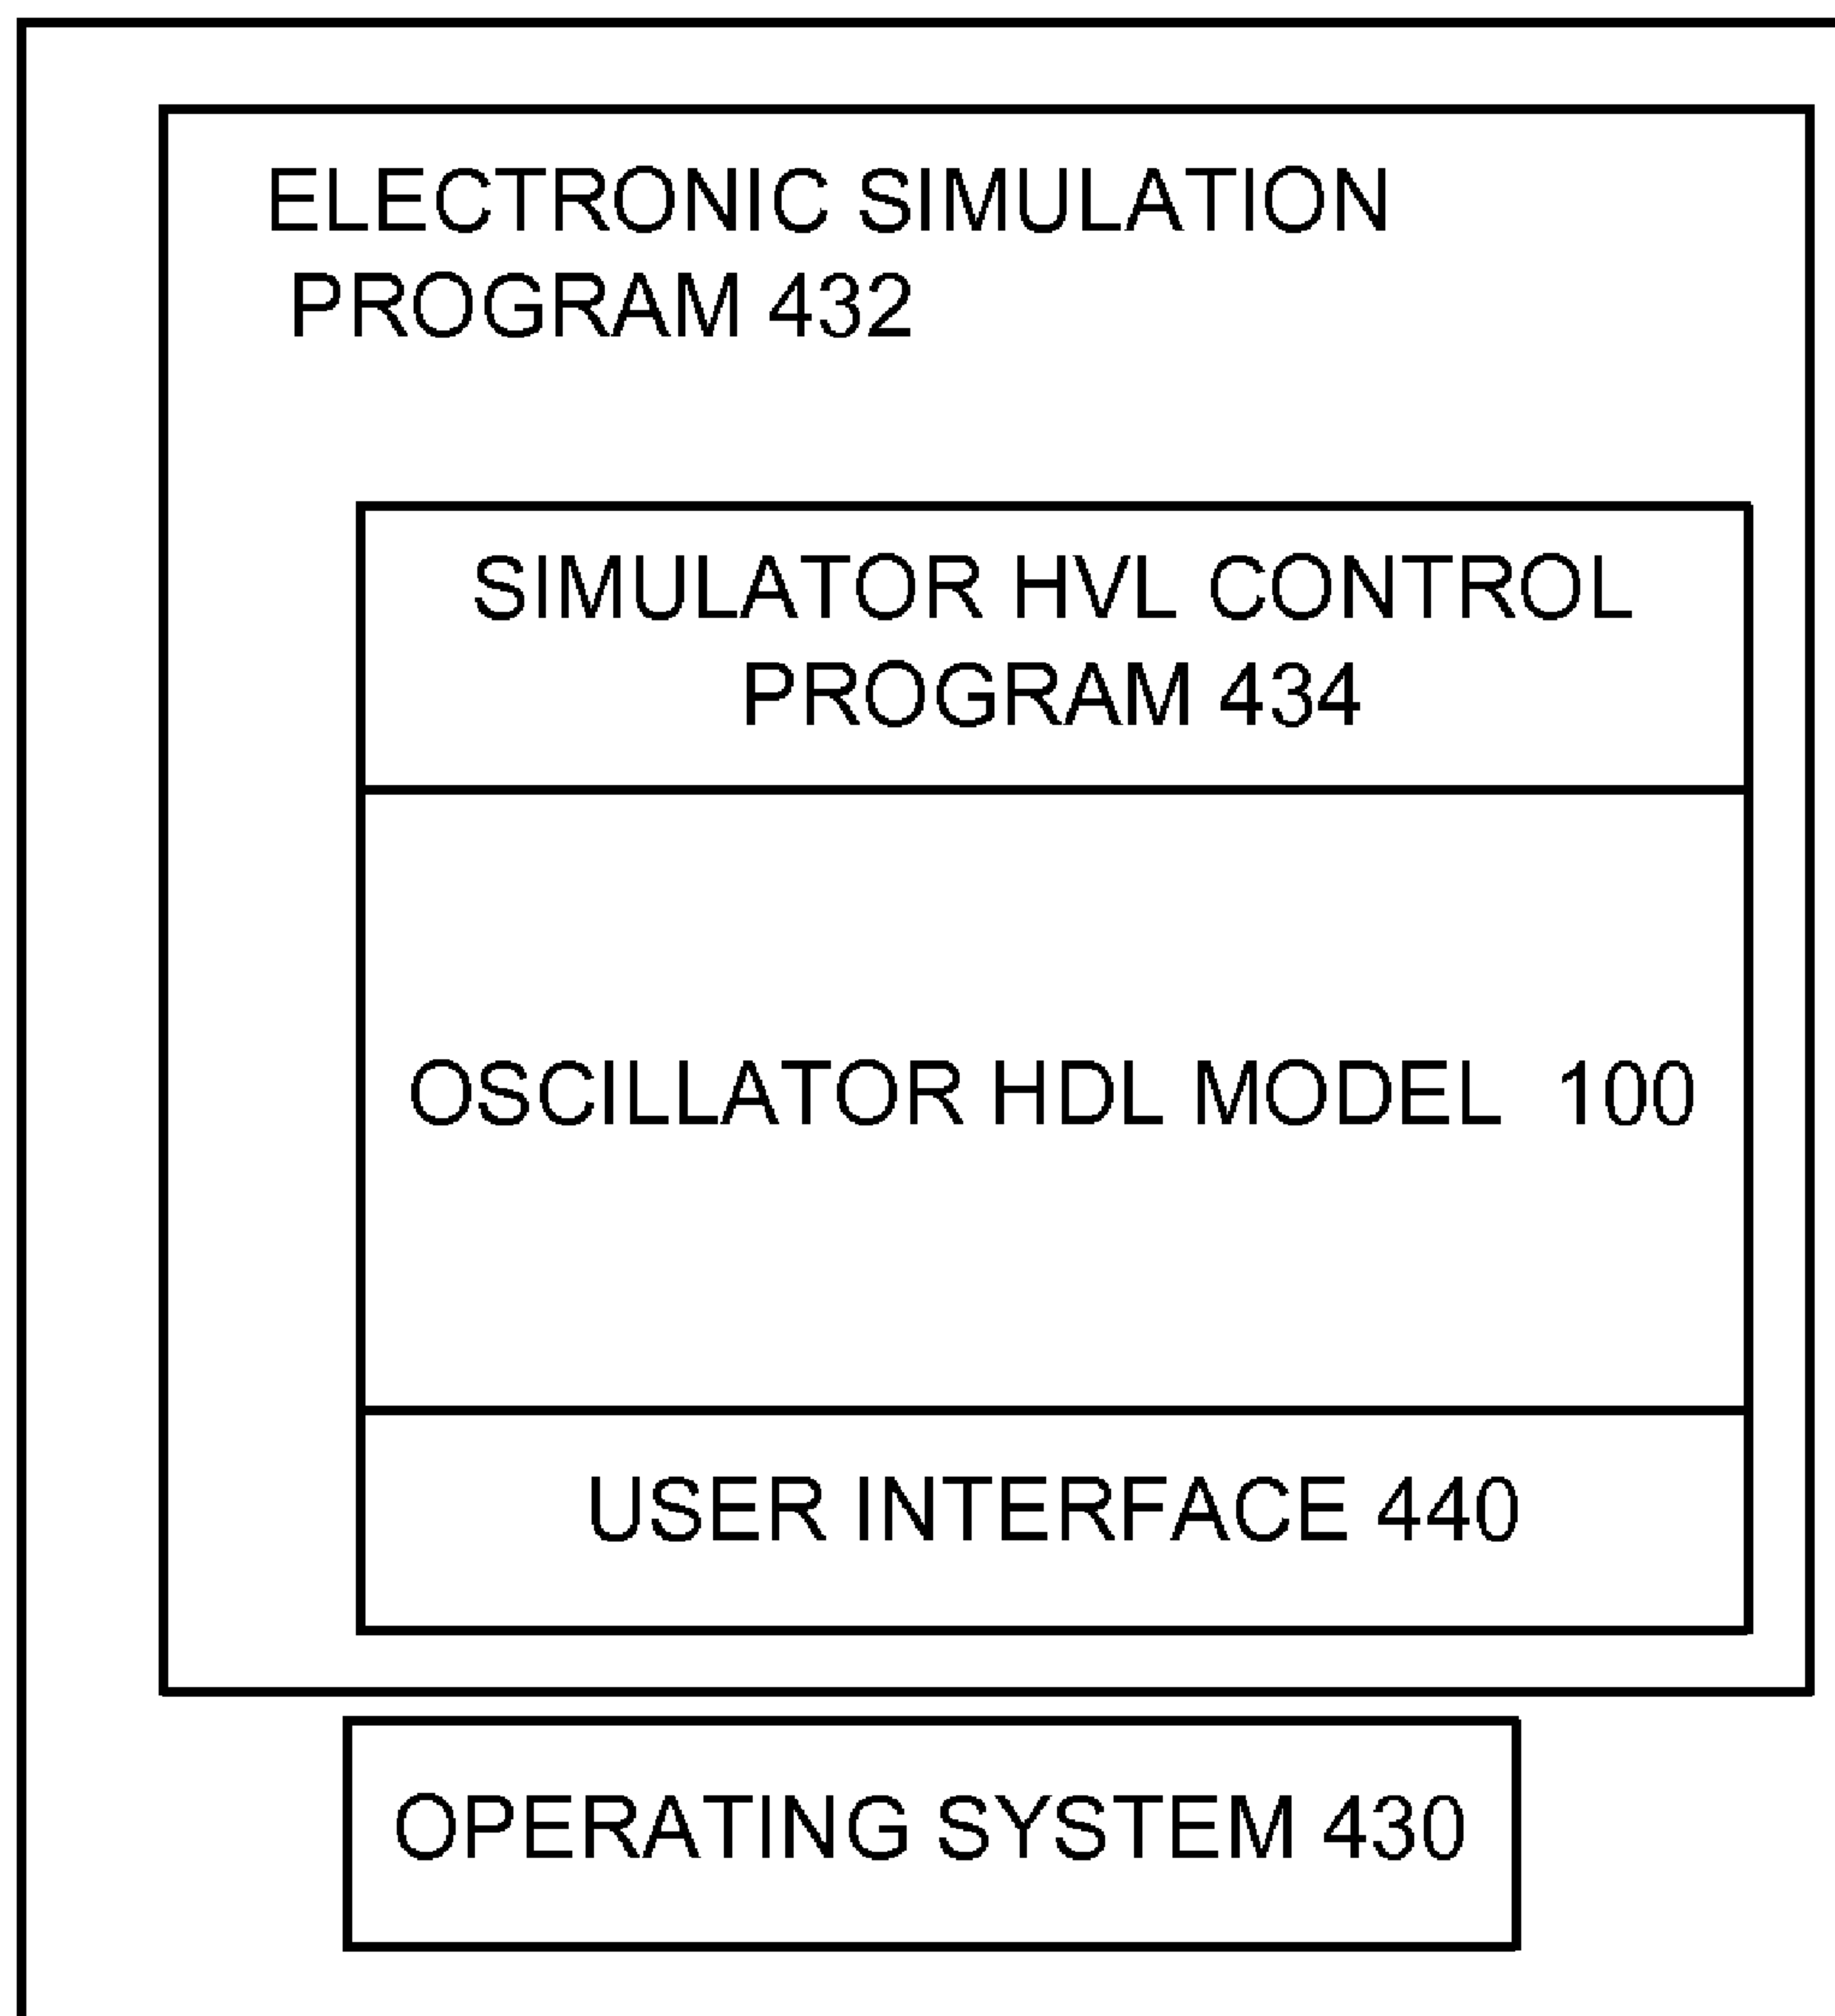 ELECTRONIC SIMULATION
PROGRAM 432
SIMULATOR HVL CONTROL
PROGRAM 434
OSCILLATOR HDL MODEL 100
USER INTERFACE 440
OPERATING SYSTEM 430